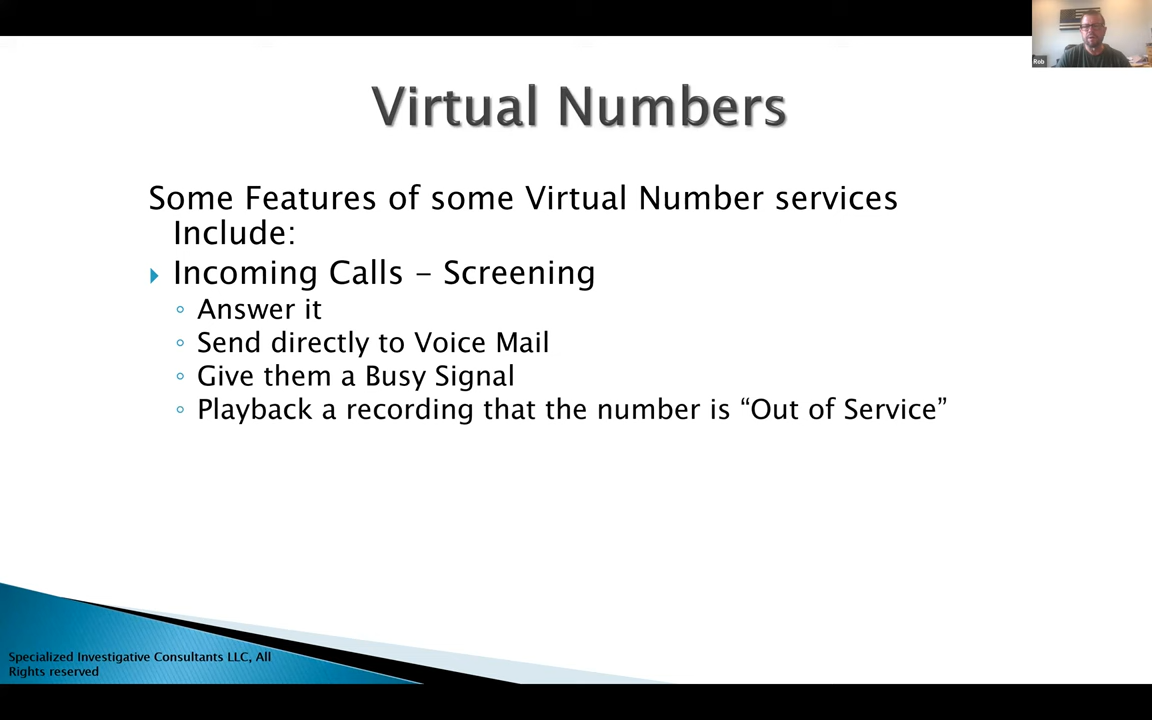 Rob
Virtual Numbers
Some Features of some Virtual Number services
Include:
Incoming Calls – Screening
Answer it
Send directly to Voice Mail
Give them a Busy Signal
Playback a recording that the number is “Out of Service”
Specialized Investigative Consultants LLC, All
Rights reserved